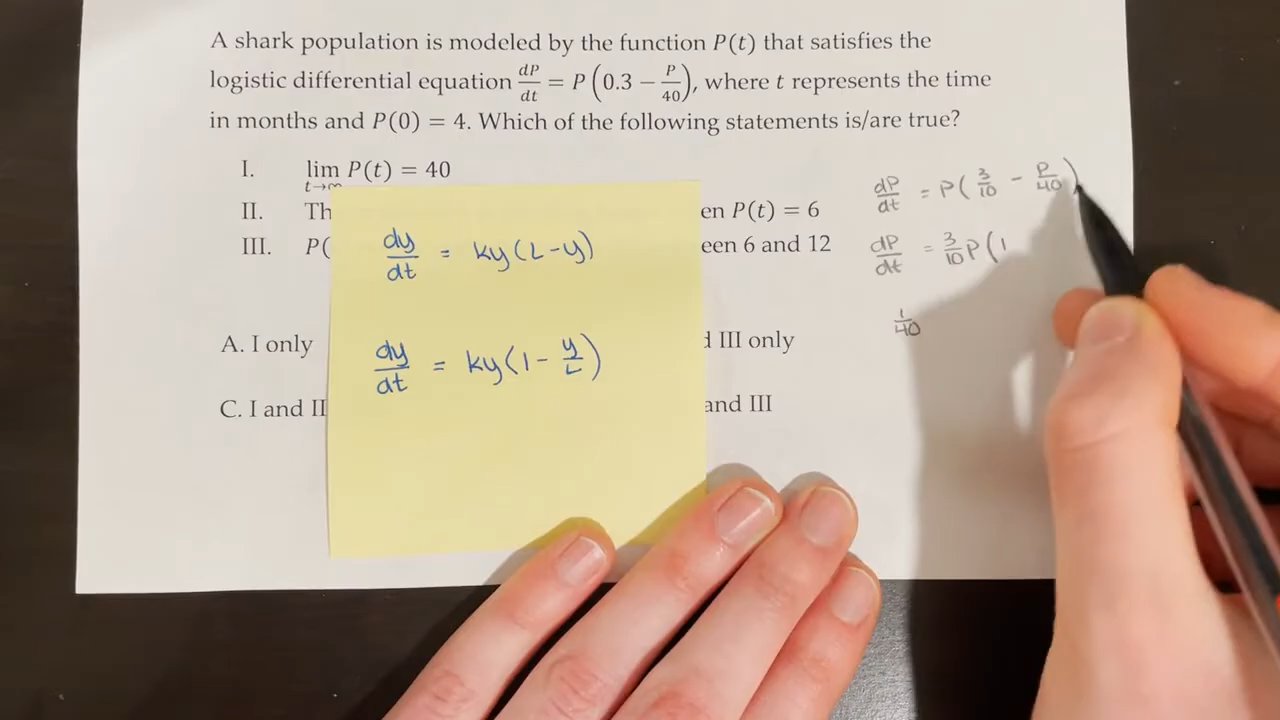 A shark population is modeled by the function P(t) that satisfies the
logistic differential equation dP/dt = P(0.3 − P/40), where t represents the time
in months and P(0) = 4. Which of the following statements is/are true?
I. lim t→∞ P(t) = 40
II. Th en P(t) = 6
III. P( een 6 and 12
A. I only d III only
C. I and II and III
dy/dt = ky(L-y)
dy/dt = ky(1 - y/L)
dP/dt = P(3/10 - P/40)
dP/dt = 3/10 P(1
1/40